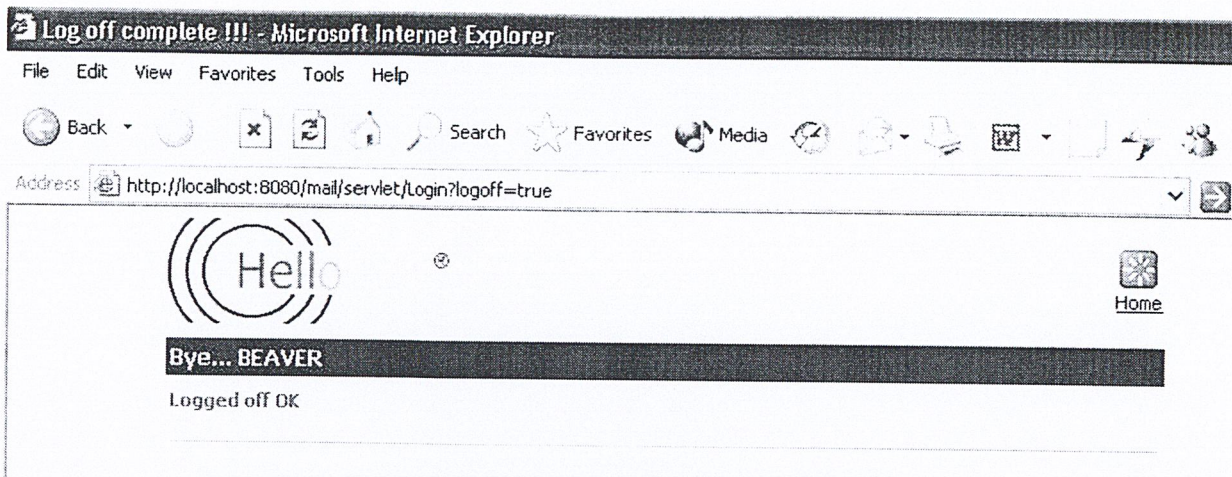 Log off complete !!! - Microsoft Internet Explorer
File Edit View Favorites Tools Help
Back Search Favorites Media
Address http://localhost:8080/mail/servlet/Login?logoff=true
Hello
Home
Bye... BEAVER
Logged off OK